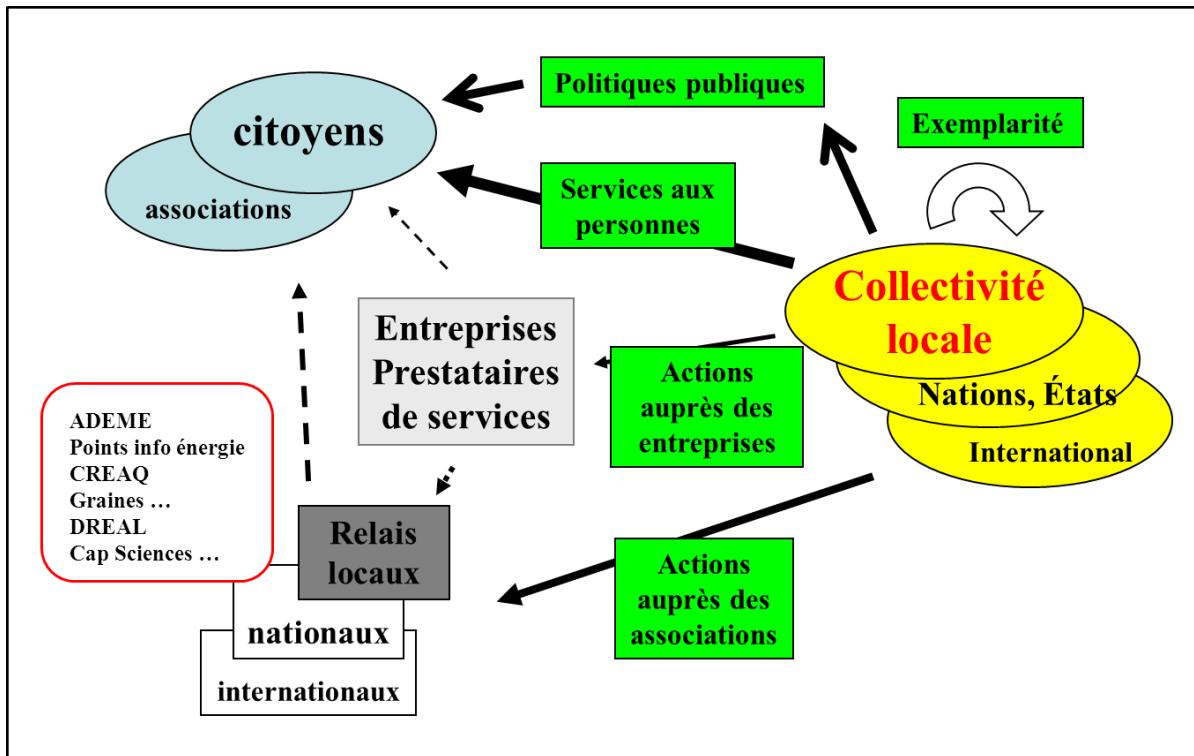 Politiques publiques
Exemplarité
citoyens
associations
Services aux
personnes
Collectivité
locale
Nations, États
International
Entreprises
Prestataires
de services
Actions
auprès des
entreprises
ADEME
Points info énergie
CREAQ
Graines …
DREAL
Cap Sciences …
Relais
locaux
nationaux
internationaux
Actions
auprès des
associations